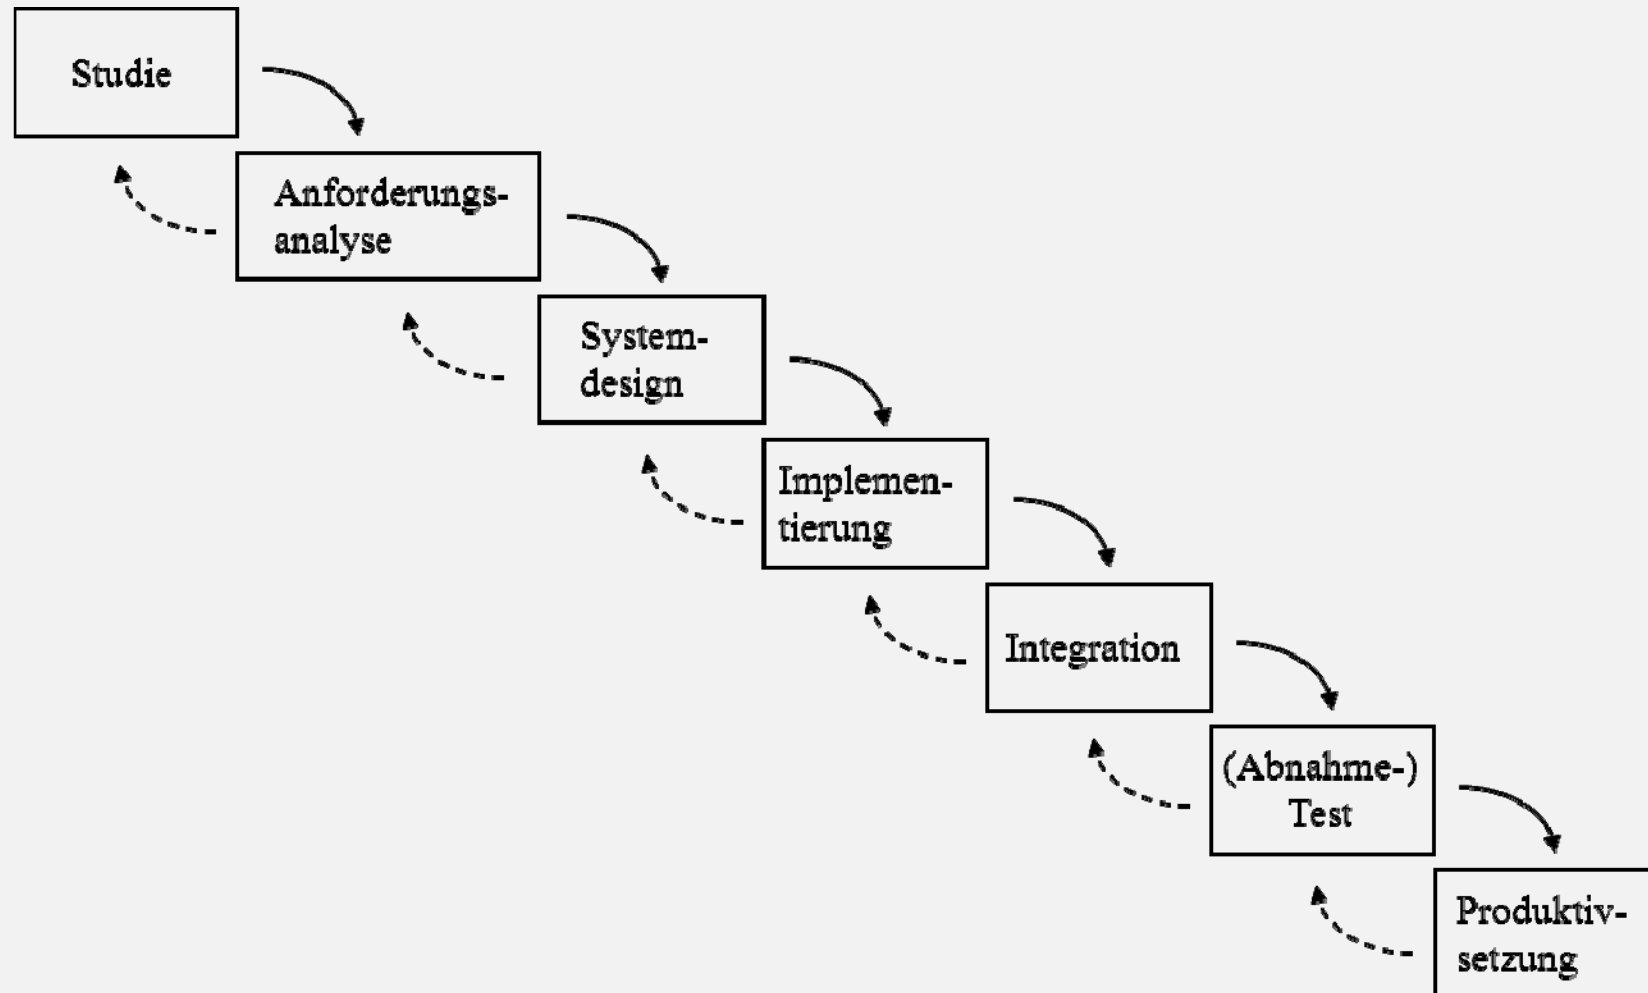 Studie
Anforderungs-
analyse
System-
design
Implemen-
tierung
Integration
(Abnahme-)
Test
Produktiv-
setzung